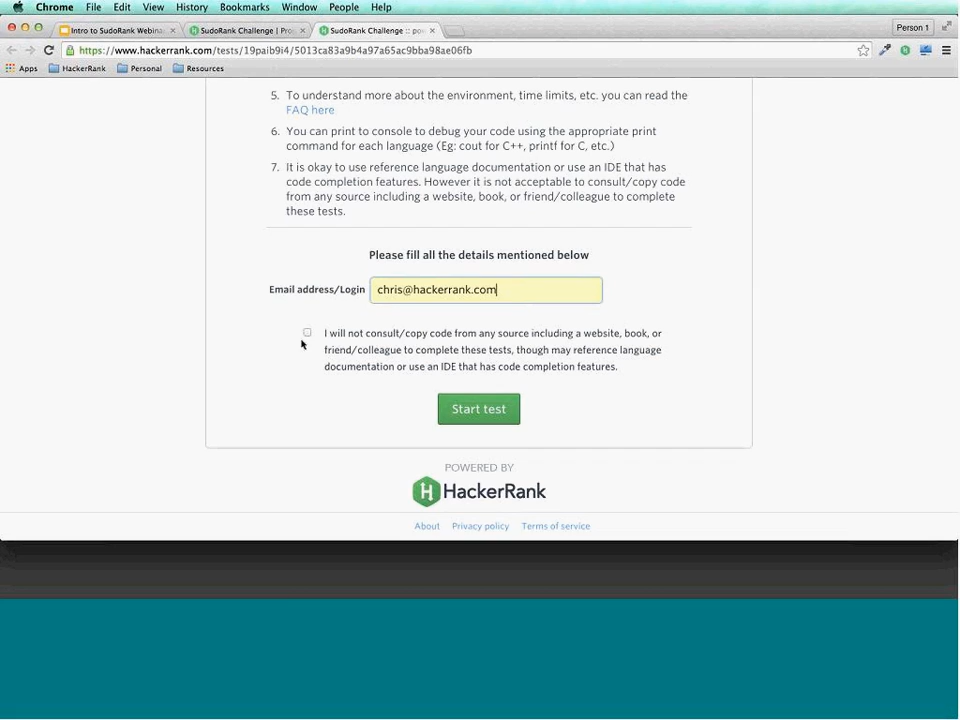 Chrome File Edit View History Bookmarks Window People Help
Intro to SudoRank Webina SudoRank Challenge | Pro SudoRank Challenge :: po Person 1
https://www.hackerrank.com/tests/19paib9i4/5013ca83a9b4a97a65ac9bba98ae06fb
Apps HackerRank Personal Resources
5. To understand more about the environment, time limits, etc. you can read the
FAQ here
6. You can print to console to debug your code using the appropriate print
command for each language (Eg: cout for C++, printf for C, etc.)
7. It is okay to use reference language documentation or use an IDE that has
code completion features. However it is not acceptable to consult/copy code
from any source including a website, book, or friend/colleague to complete
these tests.
Please fill all the details mentioned below
Email address/Login chris@hackerrank.com
I will not consult/copy code from any source including a website, book, or
friend/colleague to complete these tests, though may reference language
documentation or use an IDE that has code completion features.
Start test
POWERED BY
HackerRank
About Privacy policy Terms of service